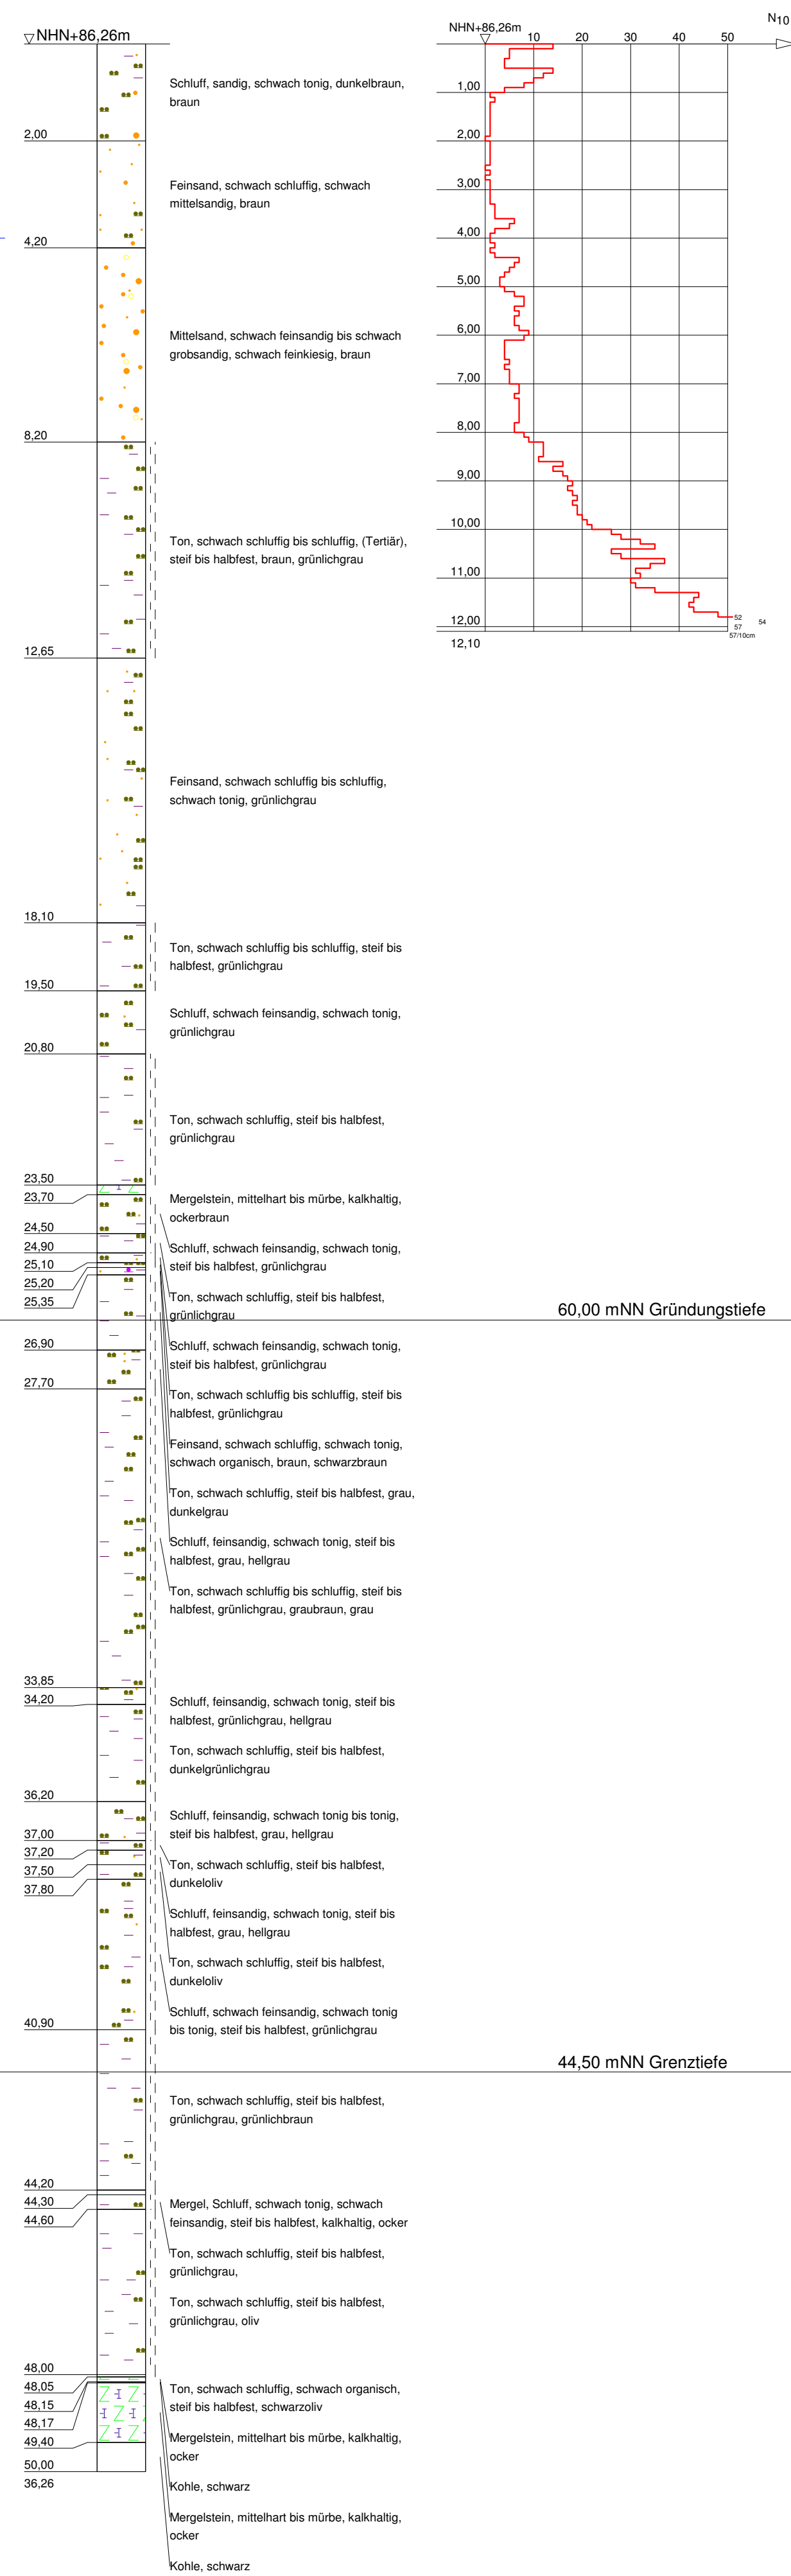 NHN+86,26m
Schluff, sandig, schwach tonig, dunkelbraun,
braun
2,00
Feinsand, schwach schluffig, schwach
mittelsandig, braun
4,20
Mittelsand, schwach feinsandig bis schwach
grobsandig, schwach feinkiesig, braun
8,20
Ton, schwach schluffig bis schluffig, (Tertiär),
steif bis halbfest, braun, grünlichgrau
12,65
Feinsand, schwach schluffig bis schluffig,
schwach tonig, grünlichgrau
18,10
Ton, schwach schluffig bis schluffig, steif bis
halbfest, grünlichgrau
19,50
Schluff, schwach feinsandig, schwach tonig,
grünlichgrau
20,80
Ton, schwach schluffig, steif bis halbfest,
grünlichgrau
23,50
23,70
Mergelstein, mittelhart bis mürbe, kalkhaltig,
ockerbraun
24,50
24,90
25,10
25,20
25,35
Schluff, schwach feinsandig, schwach tonig,
steif bis halbfest, grünlichgrau
Ton, schwach schluffig, steif bis halbfest,
grünlichgrau
26,90
Schluff, schwach feinsandig, schwach tonig,
steif bis halbfest, grünlichgrau
27,70
Ton, schwach schluffig bis schluffig, steif bis
halbfest, grünlichgrau
Feinsand, schwach schluffig, schwach tonig,
schwach organisch, braun, schwarzbraun
Ton, schwach schluffig, steif bis halbfest, grau,
dunkelgrau
Schluff, feinsandig, schwach tonig, steif bis
halbfest, grau, hellgrau
Ton, schwach schluffig bis schluffig, steif bis
halbfest, grünlichgrau, graubraun, grau
33,85
34,20
Schluff, feinsandig, schwach tonig, steif bis
halbfest, grünlichgrau, hellgrau
Ton, schwach schluffig, steif bis halbfest,
dunkelgrünlichgrau
36,20
Schluff, feinsandig, schwach tonig bis tonig,
steif bis halbfest, grau, hellgrau
37,00
37,20
37,50
37,80
Ton, schwach schluffig, steif bis halbfest,
dunkeloliv
Schluff, feinsandig, schwach tonig, steif bis
halbfest, grau, hellgrau
Ton, schwach schluffig, steif bis halbfest,
dunkeloliv
Schluff, schwach feinsandig, schwach tonig
bis tonig, steif bis halbfest, grünlichgrau
40,90
Ton, schwach schluffig, steif bis halbfest,
grünlichgrau, grünlichbraun
44,20
44,30
44,60
Mergel, Schluff, schwach tonig, schwach
feinsandig, steif bis halbfest, kalkhaltig, ocker
Ton, schwach schluffig, steif bis halbfest,
grünlichgrau,
Ton, schwach schluffig, steif bis halbfest,
grünlichgrau, oliv
48,00
48,05
48,15
48,17
49,40
50,00
36,26
Ton, schwach schluffig, schwach organisch,
steif bis halbfest, schwarzoliv
Mergelstein, mittelhart bis mürbe, kalkhaltig,
ocker
Kohle, schwarz
Mergelstein, mittelhart bis mürbe, kalkhaltig,
ocker
Kohle, schwarz
N10
NHN+86,26m
10 20 30 40 50
1,00
2,00
3,00
4,00
5,00
6,00
7,00
8,00
9,00
10,00
11,00
12,00
12,10
52
54
57
57/10cm
60,00 mNN Gründungstiefe
44,50 mNN Grenztiefe